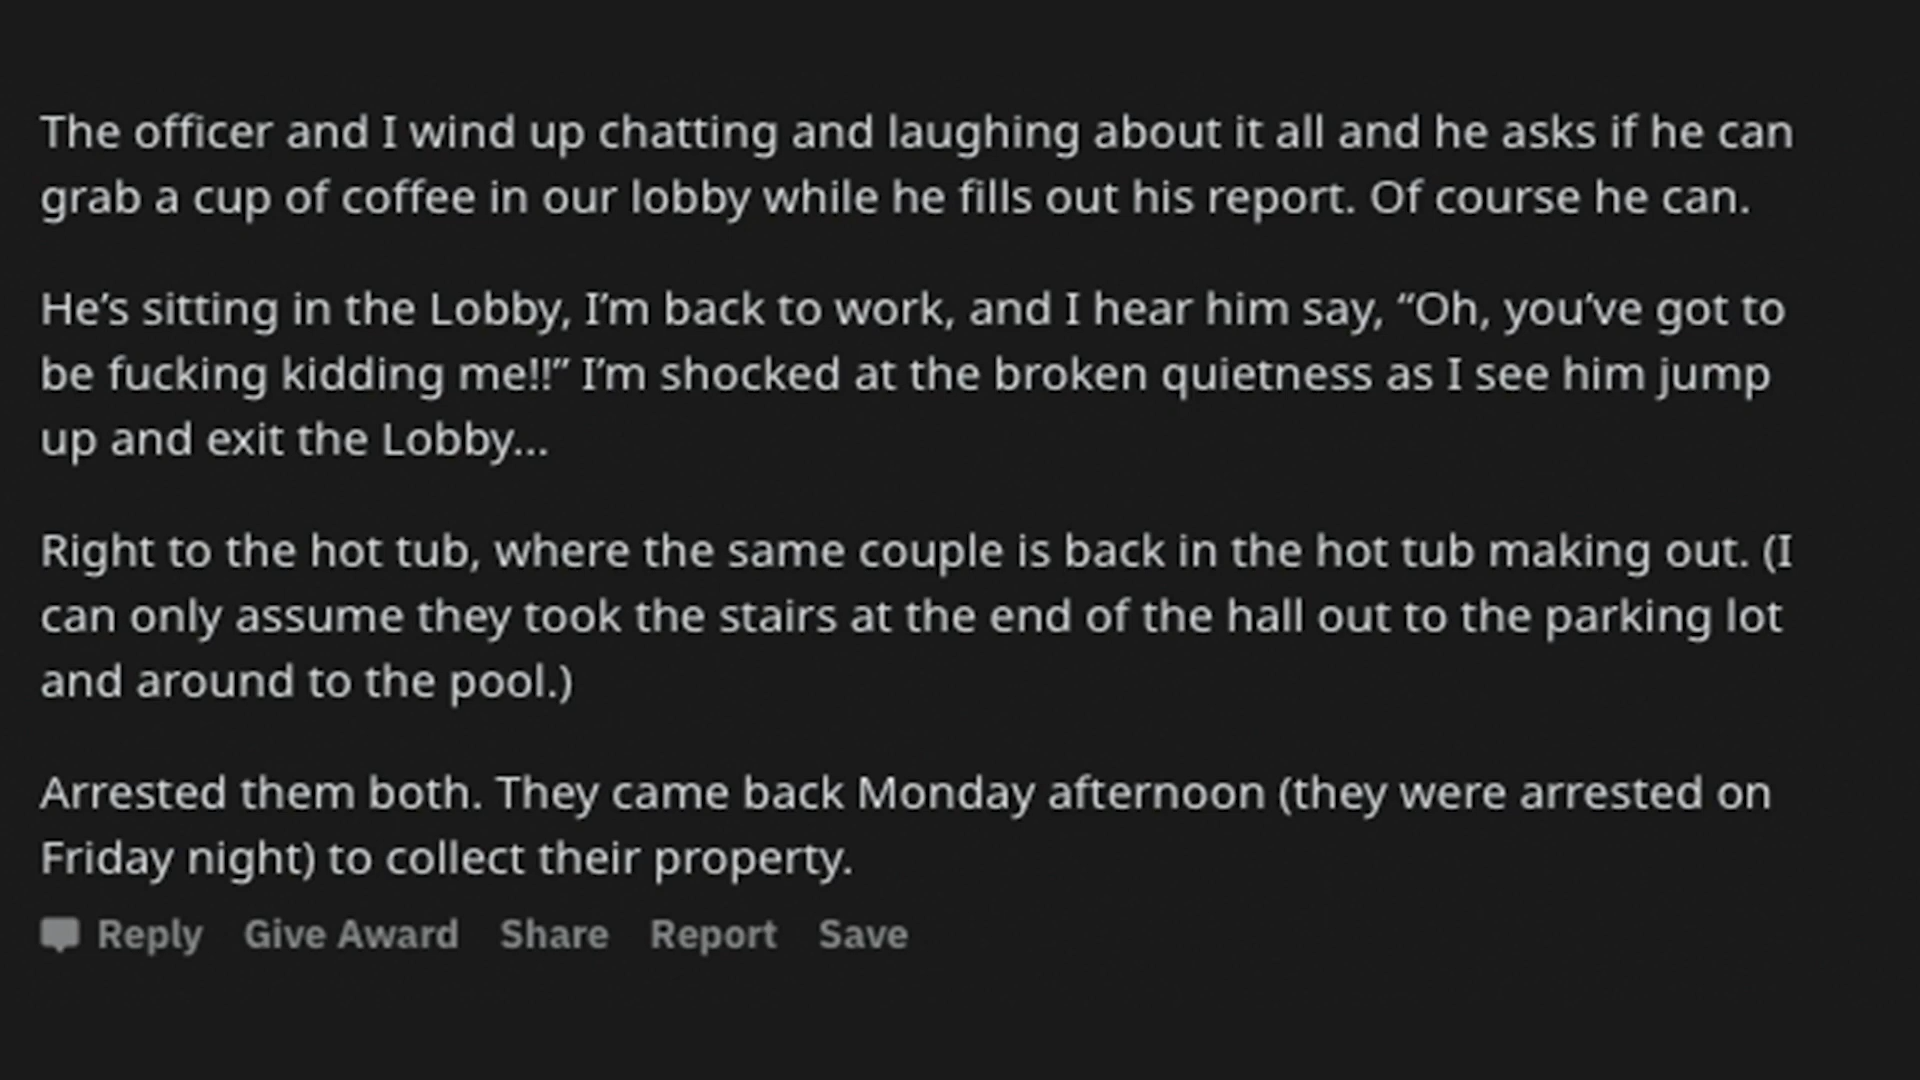 The officer and I wind up chatting and laughing about it all and he asks if he can
grab a cup of coffee in our lobby while he fills out his report. Of course he can.
He’s sitting in the Lobby, I’m back to work, and I hear him say, “Oh, you’ve got to
be fucking kidding me!!” I’m shocked at the broken quietness as I see him jump
up and exit the Lobby...
Right to the hot tub, where the same couple is back in the hot tub making out. (I
can only assume they took the stairs at the end of the hall out to the parking lot
and around to the pool.)
Arrested them both. They came back Monday afternoon (they were arrested on
Friday night) to collect their property.
Reply Give Award Share Report Save